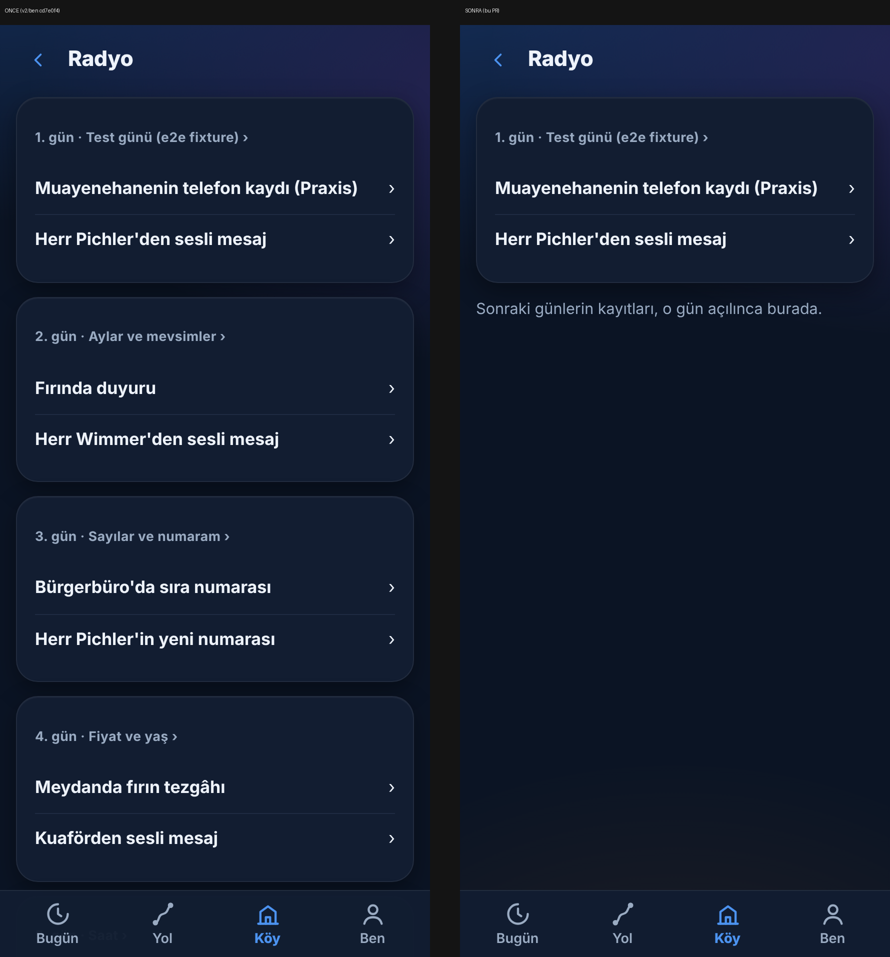 ÖNCE (v2/ben cd7e0f4)
Radyo
1. gün · Test günü (e2e fixture) ›
Muayenehanenin telefon kaydı (Praxis) ›
Herr Pichler'den sesli mesaj ›
2. gün · Aylar ve mevsimler ›
Fırında duyuru ›
Herr Wimmer'den sesli mesaj ›
3. gün · Sayılar ve numaram ›
Bürgerbüro'da sıra numarası ›
Herr Pichler'in yeni numarası ›
4. gün · Fiyat ve yaş ›
Meydanda fırın tezgâhı ›
Kuaförden sesli mesaj ›
Bugün Yol Köy Ben
SONRA (bu PR)
Radyo
1. gün · Test günü (e2e fixture) ›
Muayenehanenin telefon kaydı (Praxis) ›
Herr Pichler'den sesli mesaj ›
Sonraki günlerin kayıtları, o gün açılınca burada.
Bugün Yol Köy Ben